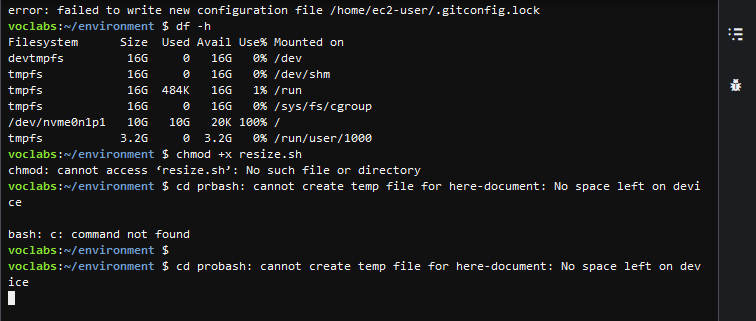 error: failed to write new configuration file /home/ec2-user/.gitconfig.lock
voclabs:~/environment $ df -h
Filesystem      Size  Used Avail Use% Mounted on
devtmpfs         16G     0   16G   0% /dev
tmpfs            16G     0   16G   0% /dev/shm
tmpfs            16G  484K   16G   1% /run
tmpfs            16G     0   16G   0% /sys/fs/cgroup
/dev/nvme0n1p1   10G   10G   20K 100% /
tmpfs           3.2G     0  3.2G   0% /run/user/1000
voclabs:~/environment $ chmod +x resize.sh
chmod: cannot access ‘resize.sh’: No such file or directory
voclabs:~/environment $ cd prbash: cannot create temp file for here-document: No space left on devi
ce
bash: c: command not found
voclabs:~/environment $
voclabs:~/environment $ cd probash: cannot create temp file for here-document: No space left on dev
ice